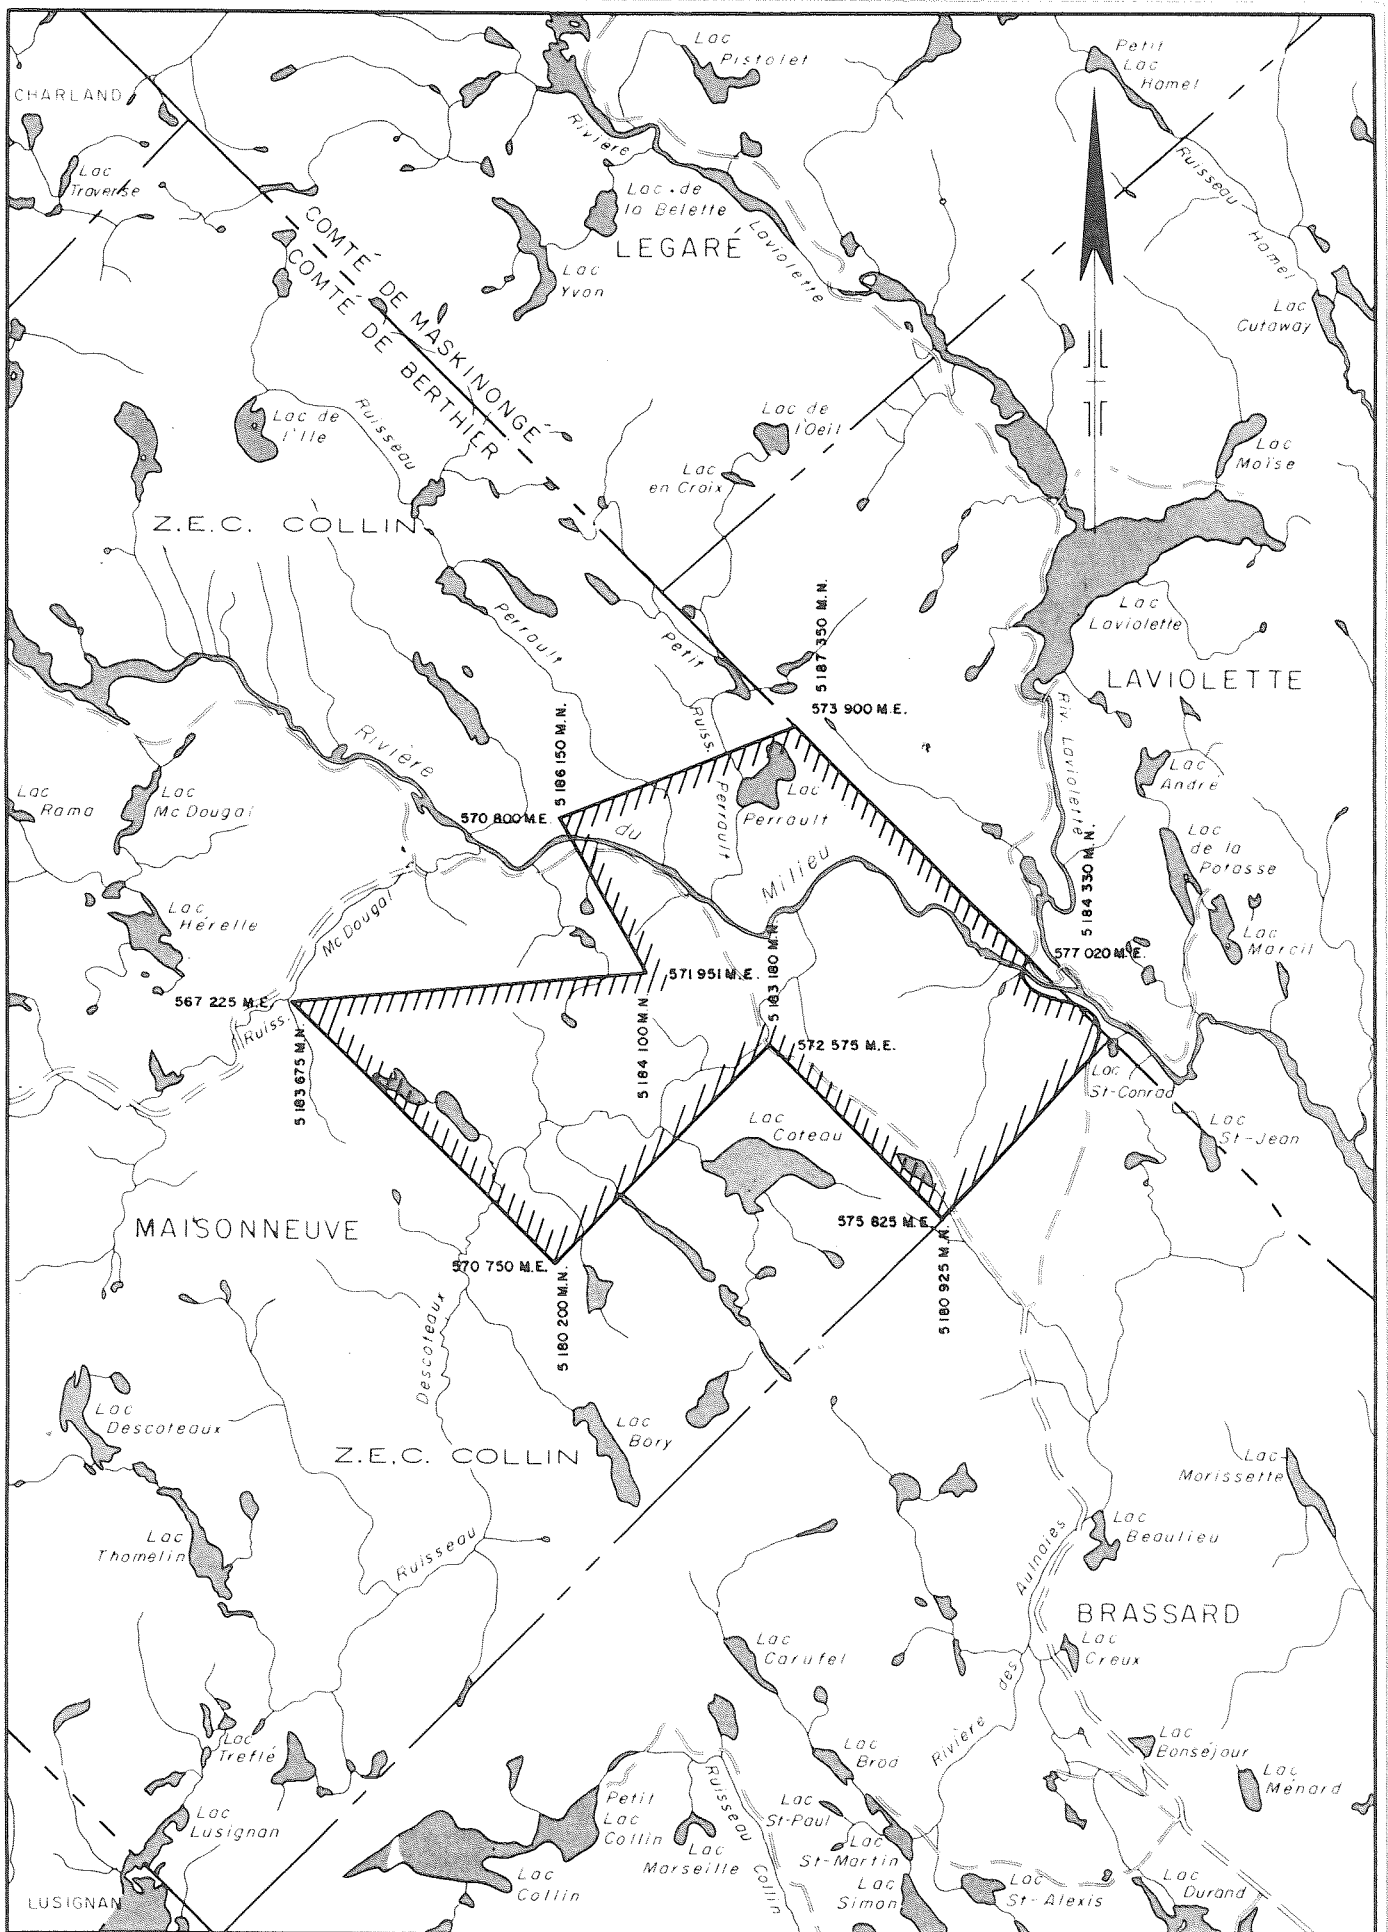 Lac
Pistolet
Petit
Lac
Hamel
CHARLAND
Rivière
Laviolette
Ruisseau
Hamel
Lac
Traverse
Lac de
la Belette
LEGARÉ
COMTÉ DE MASKINONGÉ
COMTÉ DE BERTHIER
Lac
Yvon
Lac
Cutaway
Lac de
l'Ile
Ruisseau
Perrault
Lac de
l'Oeil
Lac
en Croix
Lac
Moïse
Z.E.C. COLLIN
Lac
Laviolette
LAVIOLETTE
Petit
Ruiss.
Perrault
5 187 350 M.N.
573 900 M.E.
Riv. Laviolette
Rivière
du
Milieu
5 186 150 M.N.
570 800 M.E.
Lac
Rama
Lac
McDougal
Lac
Perrault
Lac
André
Lac
de la
Potasse
Lac
Marcil
Lac
Hérelle
McDougal
Ruiss.
5 184 330 M.N.
577 020 M.E.
571 951 M.E.
5 184 100 M.N.
567 225 M.E.
5 183 675 M.N.
5 183 180 M.N.
572 575 M.E.
Lac
St-Conrad
Lac
St-Jean
Lac
Coteau
MAISONNEUVE
575 825 M.E.
5 180 925 M.N.
570 750 M.E.
5 180 200 M.N.
Descoteaux
Ruisseau
Lac
Descoteaux
Lac
Bory
Z.E.C. COLLIN
Lac
Morissette
Lac
Thomelin
Lac
Beaulieu
BRASSARD
Rivière
des
Aulnaies
Lac
Creux
Lac
Carufel
Lac
Treflé
Lac
Brod
Lac
Bonséjour
Lac
Ménard
Lac
Lusignan
Petit
Lac
Collin
Lac
Marseille
Ruisseau
Collin
Lac
St-Paul
Lac
St-Martin
Lac
Collin
Lac
Simon
Lac
St-Alexis
Lac
Durand
LUSIGNAN